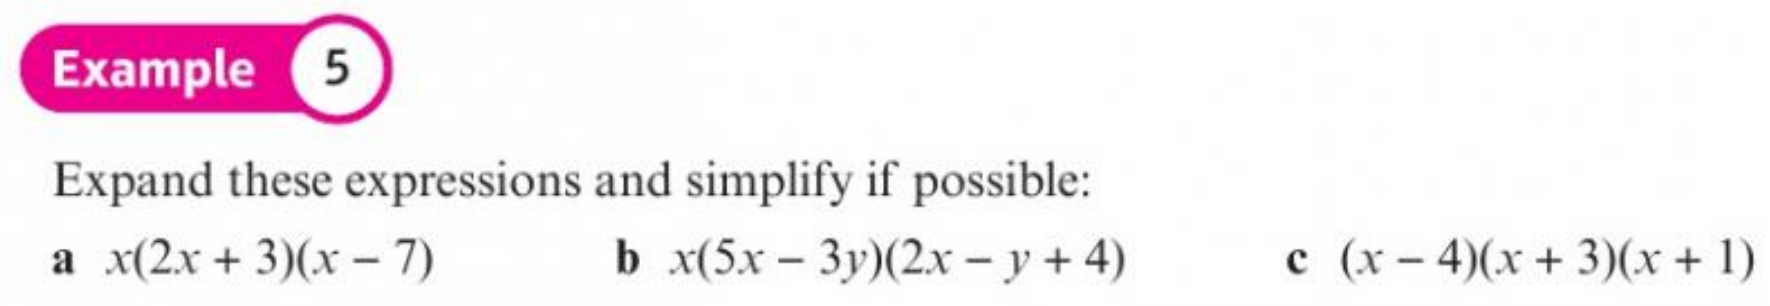 Example 5
Expand these expressions and simplify if possible:
a x(2x + 3)(x – 7) b x(5x – 3y)(2x – y + 4) c (x – 4)(x + 3)(x + 1)